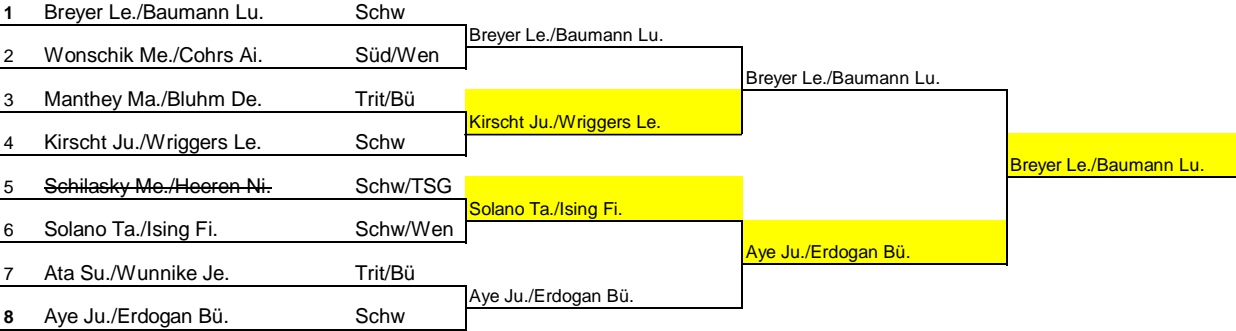 1 Breyer Le./Baumann Lu. Schw
Breyer Le./Baumann Lu.
2 Wonschik Me./Cohrs Ai. Süd/Wen
Breyer Le./Baumann Lu.
3 Manthey Ma./Bluhm De. Trit/Bü
Kirscht Ju./Wriggers Le.
4 Kirscht Ju./Wriggers Le. Schw
Breyer Le./Baumann Lu.
5 Schilasky Me./Heeren Ni. Schw/TSG
Solano Ta./Ising Fi.
6 Solano Ta./Ising Fi. Schw/Wen
Aye Ju./Erdogan Bü.
7 Ata Su./Wunnike Je. Trit/Bü
Aye Ju./Erdogan Bü.
8 Aye Ju./Erdogan Bü. Schw